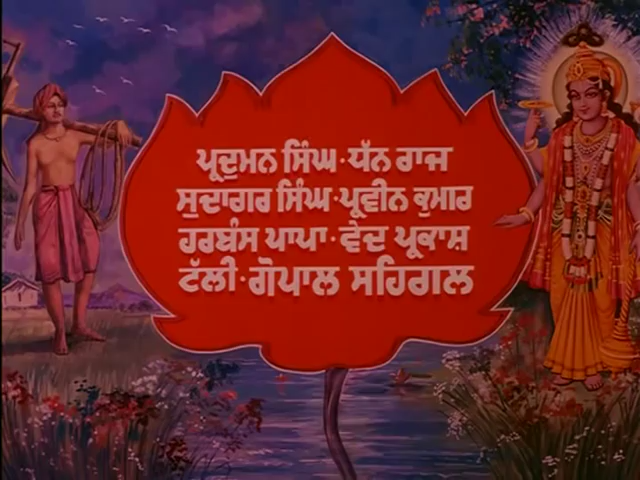 ਪ੍ਰਦੁਮਨ ਸਿੰਘ·ਧੱਨ ਰਾਜ
ਸੁਦਾਗਰ ਸਿੰਘ·ਪ੍ਰਵੀਨ ਕੁਮਾਰ
ਹਰਬੰਸ ਪਾਪਾ·ਵੇਦ ਪ੍ਰਕਾਸ਼
ਟੱਲੀ·ਗੋਪਾਲ ਸਹਿਗਲ